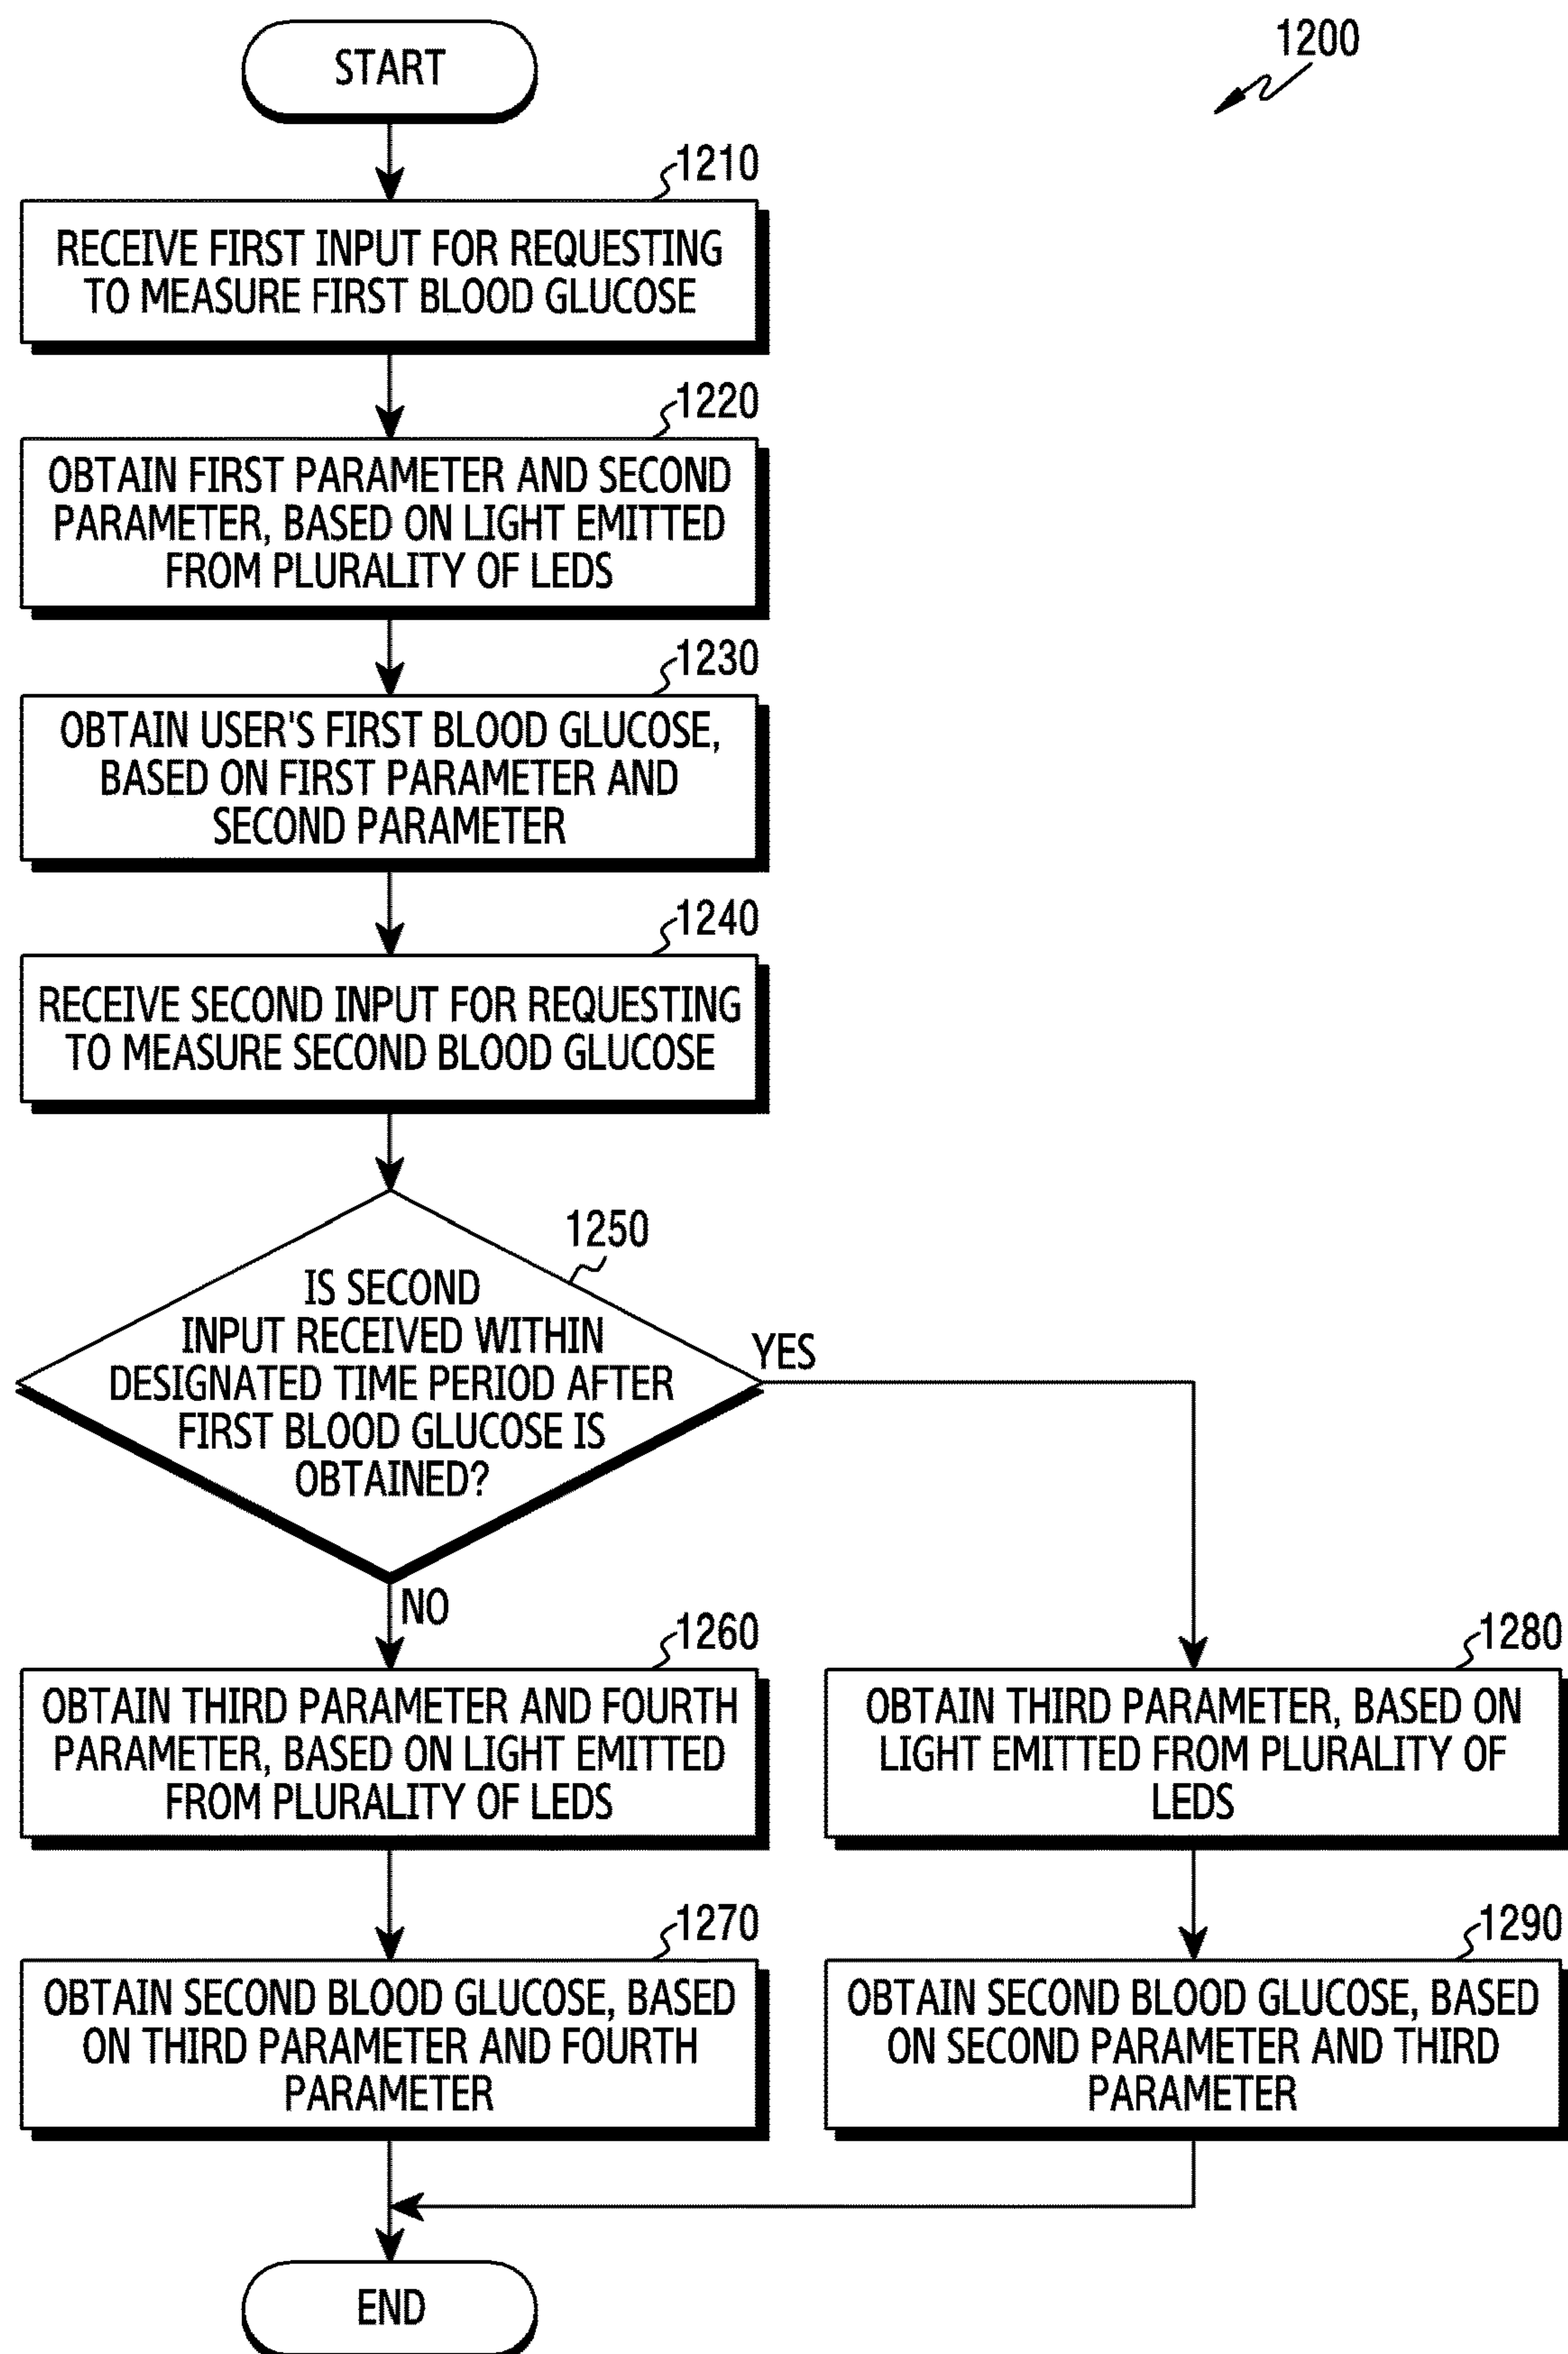 START
1200
1210
RECEIVE FIRST INPUT FOR REQUESTING
TO MEASURE FIRST BLOOD GLUCOSE
1220
OBTAIN FIRST PARAMETER AND SECOND
PARAMETER, BASED ON LIGHT EMITTED
FROM PLURALITY OF LEDS
1230
OBTAIN USER'S FIRST BLOOD GLUCOSE,
BASED ON FIRST PARAMETER AND
SECOND PARAMETER
1240
RECEIVE SECOND INPUT FOR REQUESTING
TO MEASURE SECOND BLOOD GLUCOSE
1250
IS SECOND
INPUT RECEIVED WITHIN
DESIGNATED TIME PERIOD AFTER
FIRST BLOOD GLUCOSE IS
OBTAINED?
YES
NO
1260
OBTAIN THIRD PARAMETER AND FOURTH
PARAMETER, BASED ON LIGHT EMITTED
FROM PLURALITY OF LEDS
1280
OBTAIN THIRD PARAMETER, BASED ON
LIGHT EMITTED FROM PLURALITY OF
LEDS
1270
OBTAIN SECOND BLOOD GLUCOSE, BASED
ON THIRD PARAMETER AND FOURTH
PARAMETER
1290
OBTAIN SECOND BLOOD GLUCOSE, BASED
ON SECOND PARAMETER AND THIRD
PARAMETER
END